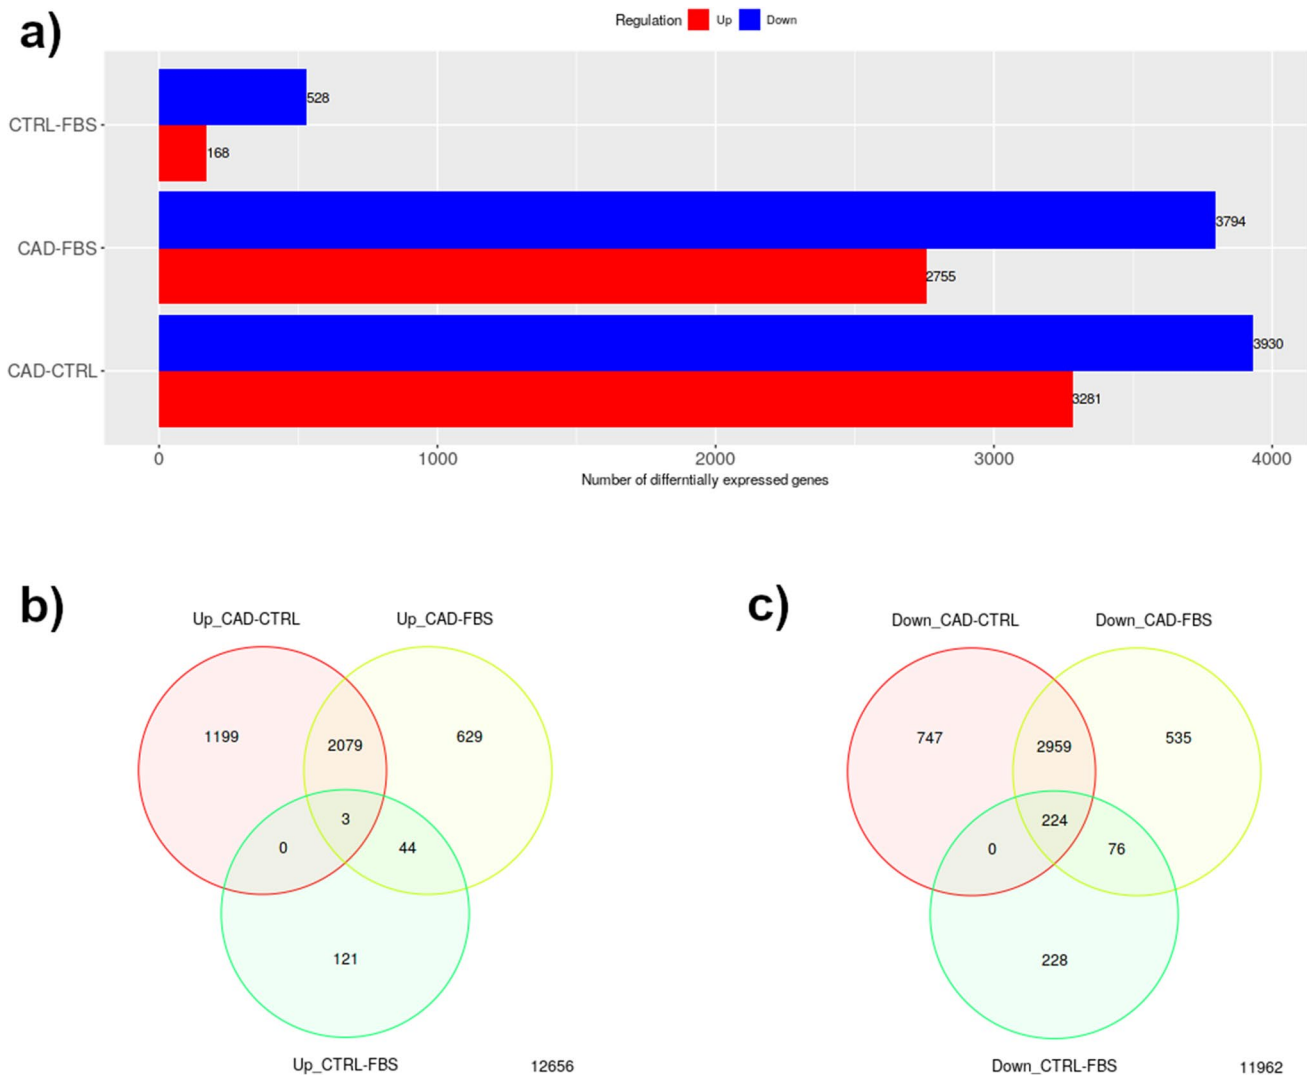 a)
Regulation Up Down
CTRL-FBS
528
168
CAD-FBS
3794
2755
CAD-CTRL
3930
3281
0 1000 2000 3000 4000
Number of differntially expressed genes
b)
Up_CAD-CTRL Up_CAD-FBS
1199 2079 629
3
0 44
121
Up_CTRL-FBS 12656
c)
Down_CAD-CTRL Down_CAD-FBS
747 2959 535
224
0 76
228
Down_CTRL-FBS 11962